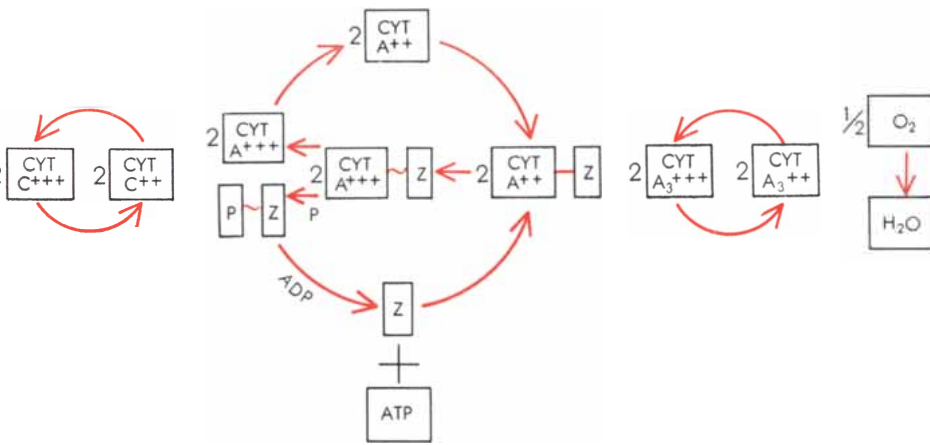 2 CYT
A++
2 CYT
A+++
2 CYT
A+++ ~ Z
2 CYT
A++ Z
P ~ Z
P
ADP
Z
+
ATP
2 CYT
C+++
2 CYT
C++
2 CYT
A3+++
2 CYT
A3++
1/2 O2
H2O